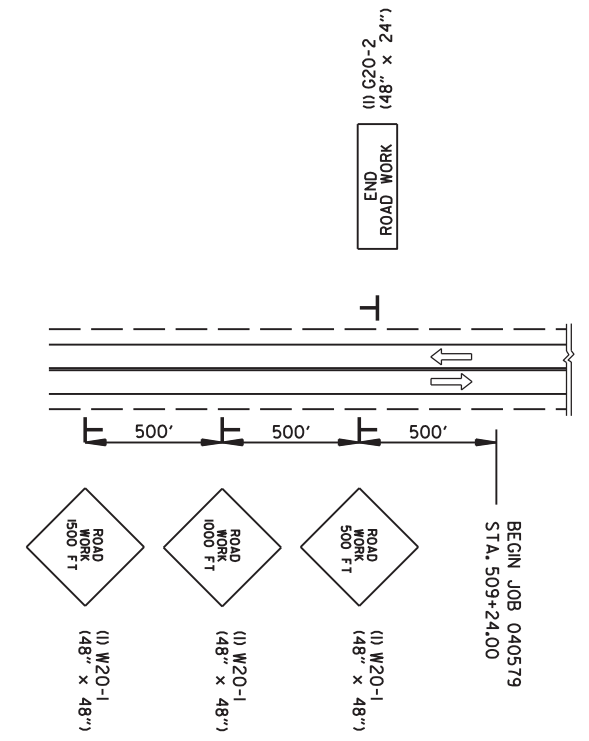 (1) G20-2
(48" x 24")
END
ROAD WORK
500'
500'
500'
ROAD
WORK
1500 FT
ROAD
WORK
1000 FT
ROAD
WORK
500 FT
BEGIN JOB 040579
STA. 509+24.00
(1) W20-1
(48" x 48")
(1) W20-1
(48" x 48")
(1) W20-1
(48" x 48")